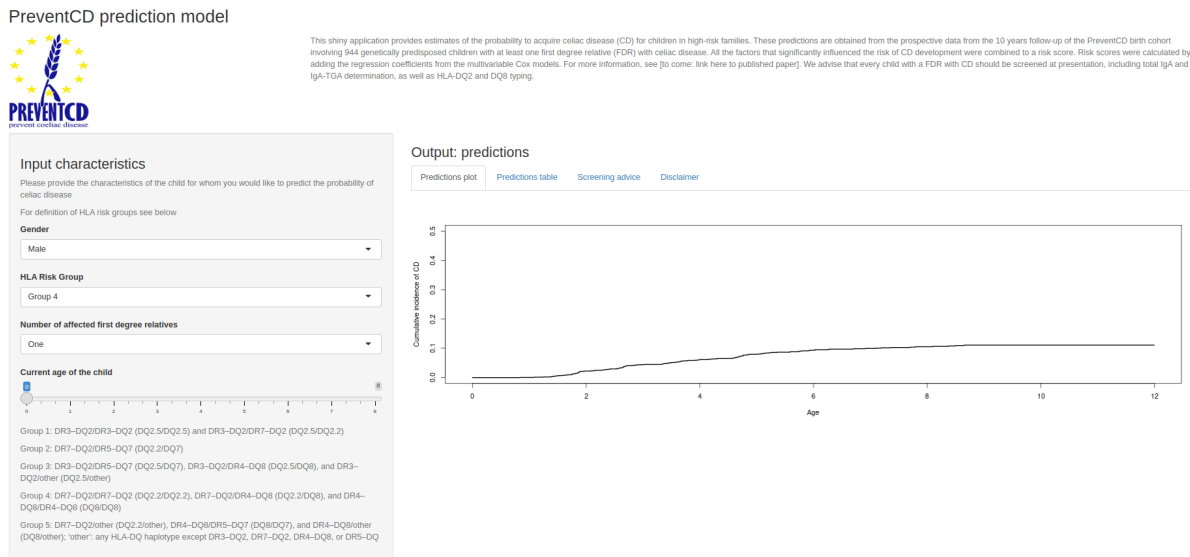 PreventCD prediction model
PREVENTCD
prevent coeliac disease
This shiny application provides estimates of the probability to acquire celiac disease (CD) for children in high-risk families. These predictions are obtained from the prospective data from the 10 years follow-up of the PreventCD birth cohort
involving 944 genetically predisposed children with at least one first degree relative (FDR) with celiac disease. All the factors that significantly influenced the risk of CD development were combined to a risk score. Risk scores were calculated by
adding the regression coefficients from the multivariable Cox models. For more information, see [to come: link here to published paper]. We advise that every child with a FDR with CD should be screened at presentation, including total IgA and
IgA-TGA determination, as well as HLA-DQ2 and DQ8 typing.
Input characteristics
Please provide the characteristics of the child for whom you would like to predict the probability of
celiac disease
For definition of HLA risk groups see below
Gender
Male
HLA Risk Group
Group 4
Number of affected first degree relatives
One
Current age of the child
0 8
0 1 2 3 4 5 6 7 8
Group 1: DR3–DQ2/DR3–DQ2 (DQ2.5/DQ2.5) and DR3–DQ2/DR7–DQ2 (DQ2.5/DQ2.2)
Group 2: DR7–DQ2/DR5–DQ7 (DQ2.2/DQ7)
Group 3: DR3–DQ2/DR5–DQ7 (DQ2.5/DQ7), DR3–DQ2/DR4–DQ8 (DQ2.5/DQ8), and DR3–
DQ2/other (DQ2.5/other)
Group 4: DR7–DQ2/DR7–DQ2 (DQ2.2/DQ2.2), DR7–DQ2/DR4–DQ8 (DQ2.2/DQ8), and DR4–
DQ8/DR4–DQ8 (DQ8/DQ8)
Group 5: DR7–DQ2/other (DQ2.2/other), DR4–DQ8/DR5–DQ7 (DQ8/DQ7), and DR4–DQ8/other
(DQ8/other); 'other': any HLA-DQ haplotype except DR3–DQ2, DR7–DQ2, DR4–DQ8, or DR5–DQ
Output: predictions
Predictions plot Predictions table Screening advice Disclaimer
Cumulative incidence of CD
0.5
0.4
0.3
0.2
0.1
0.0
0 2 4 6 8 10 12
Age